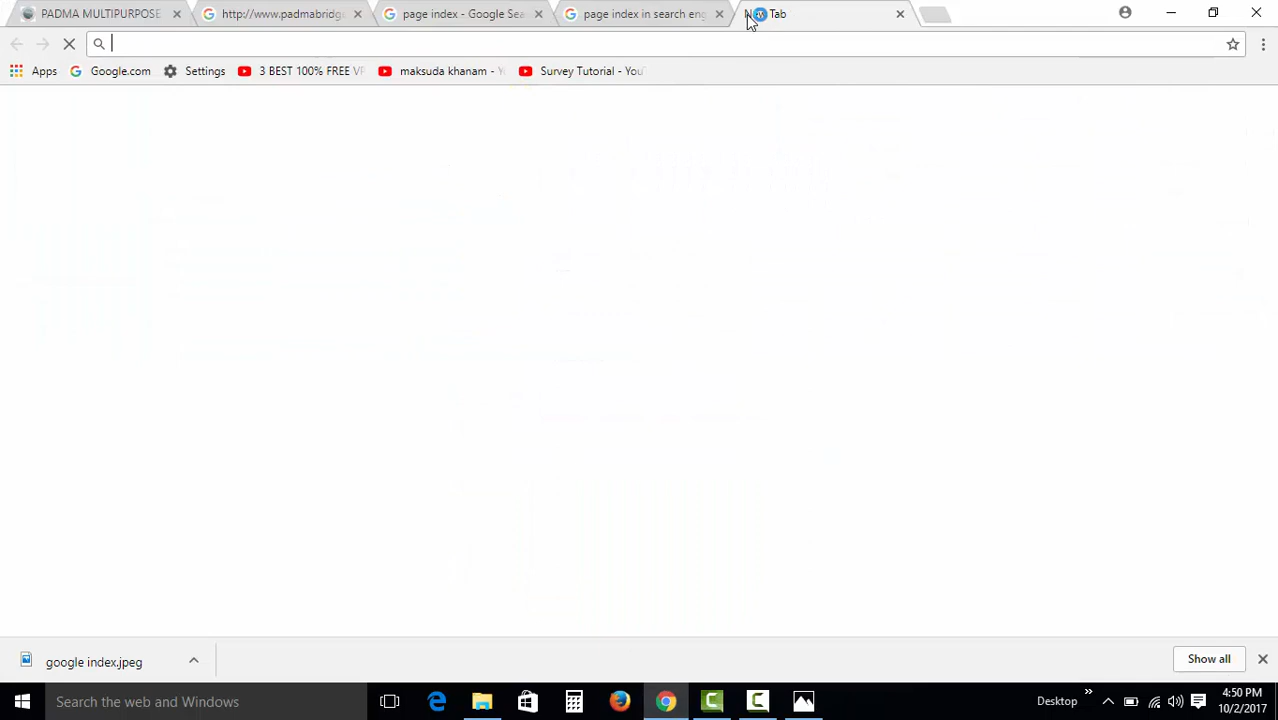 PADMA MULTIPURPOSE
http://www.padmabridg
page index - Google Sea
page index in search eng
New Tab
Apps
Google.com
Settings
3 BEST 100% FREE VP
maksuda khanam - Y
Survey Tutorial - You
google index.jpeg
Show all
Search the web and Windows
Desktop
4:50 PM
10/2/2017